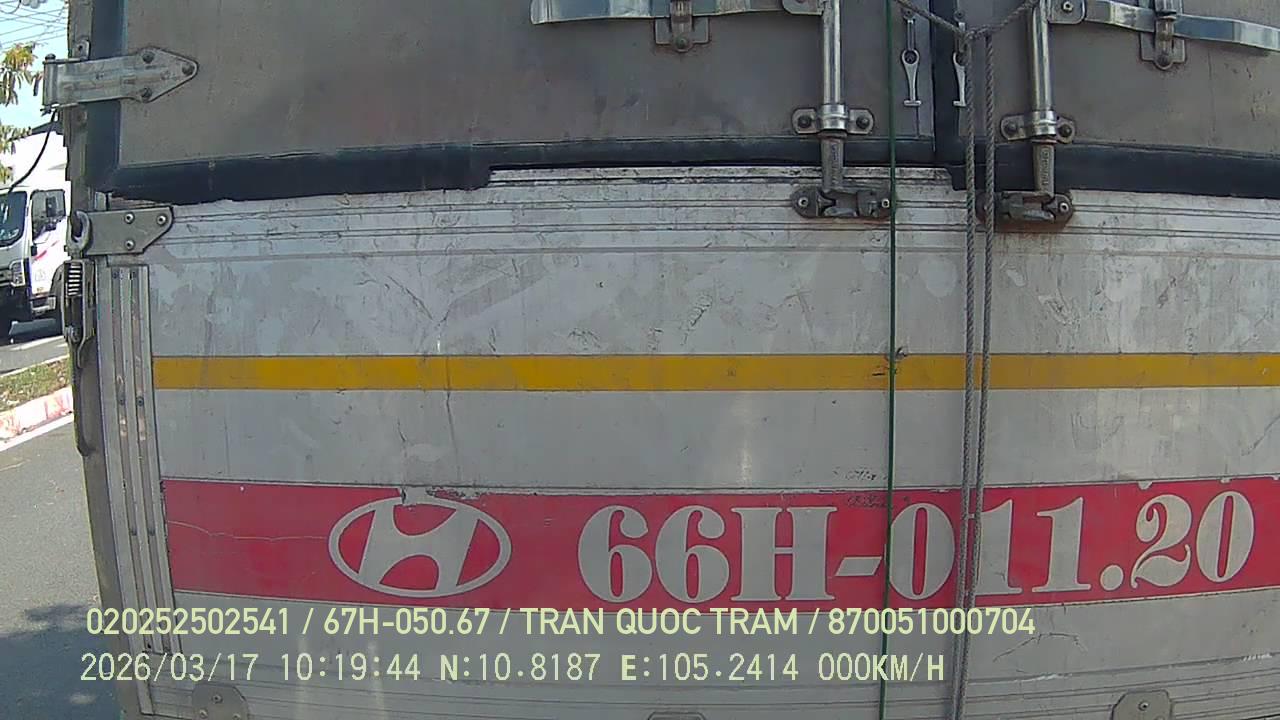 66H-011.20
020252502541 / 67H-050.67 / TRAN QUOC TRAM / 870051000704
2026/03/17 10:19:44 N:10.8187 E:105.2414 000KM/H